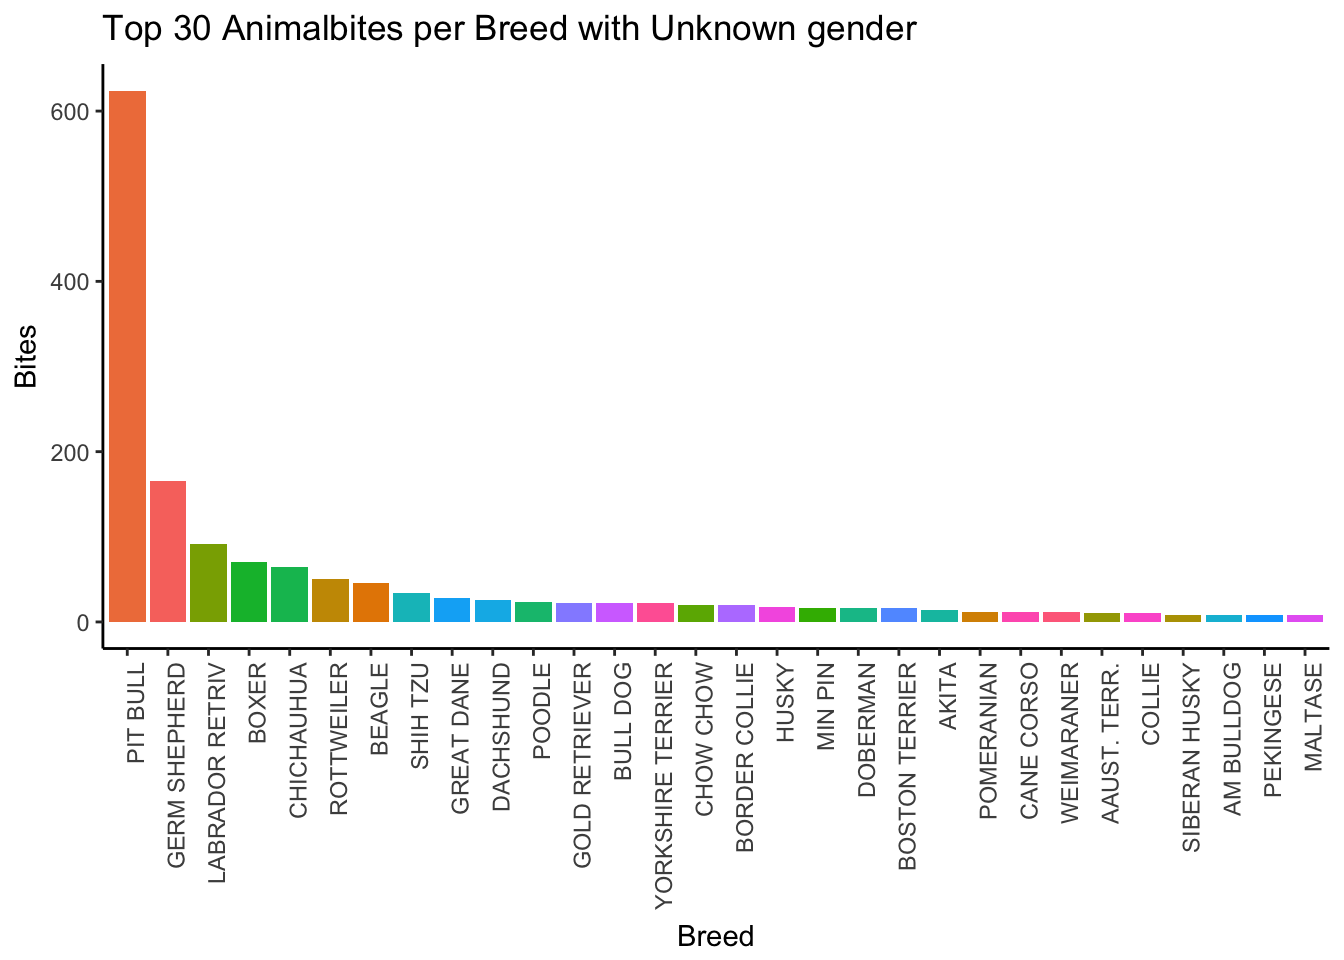 Top 30 Animalbites per Breed with Unknown gender
Bites
600
400
200
0
PIT BULL
GERM SHEPHERD
LABRADOR RETRIV
BOXER
CHICHAUHUA
ROTTWEILER
BEAGLE
SHIH TZU
GREAT DANE
DACHSHUND
POODLE
GOLD RETRIEVER
BULL DOG
YORKSHIRE TERRIER
CHOW CHOW
BORDER COLLIE
HUSKY
MIN PIN
DOBERMAN
BOSTON TERRIER
AKITA
POMERANIAN
CANE CORSO
WEIMARANER
AAUST. TERR.
COLLIE
SIBERAN HUSKY
AM BULLDOG
PEKINGESE
MALTASE
Breed